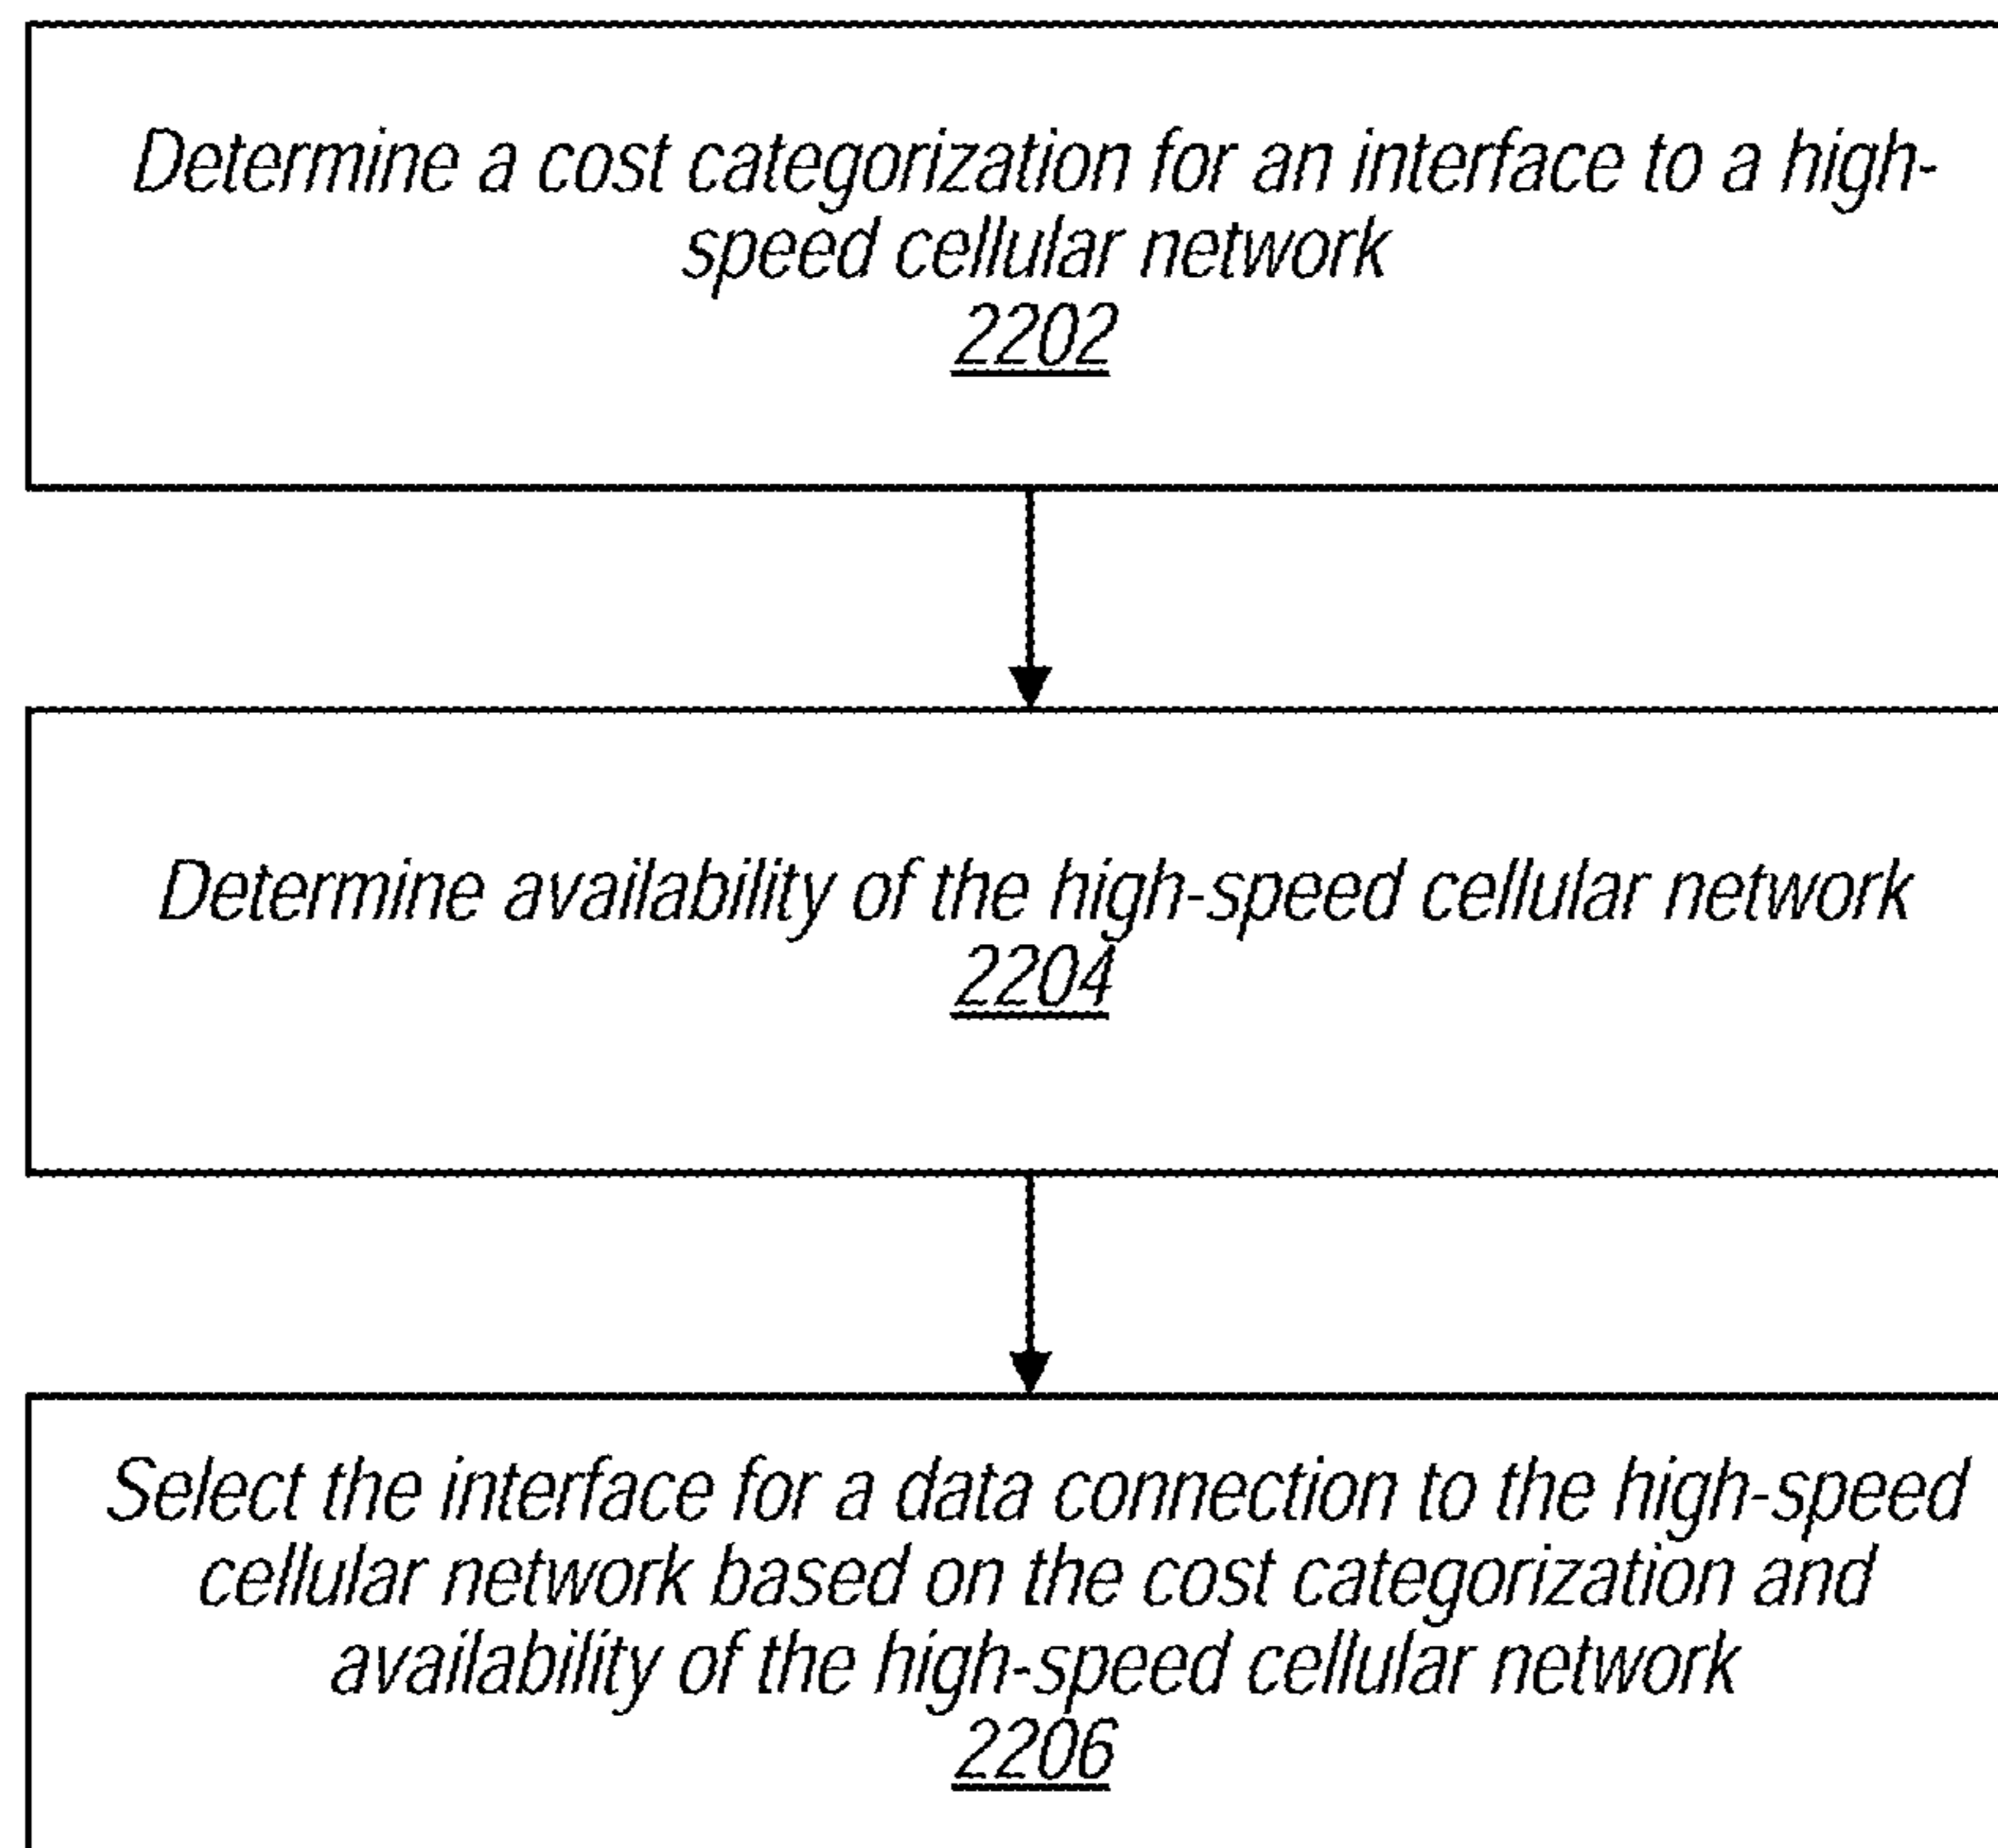 Determine a cost categorization for an interface to a high-
speed cellular network
2202
Determine availability of the high-speed cellular network
2204
Select the interface for a data connection to the high-speed
cellular network based on the cost categorization and
availability of the high-speed cellular network
2206